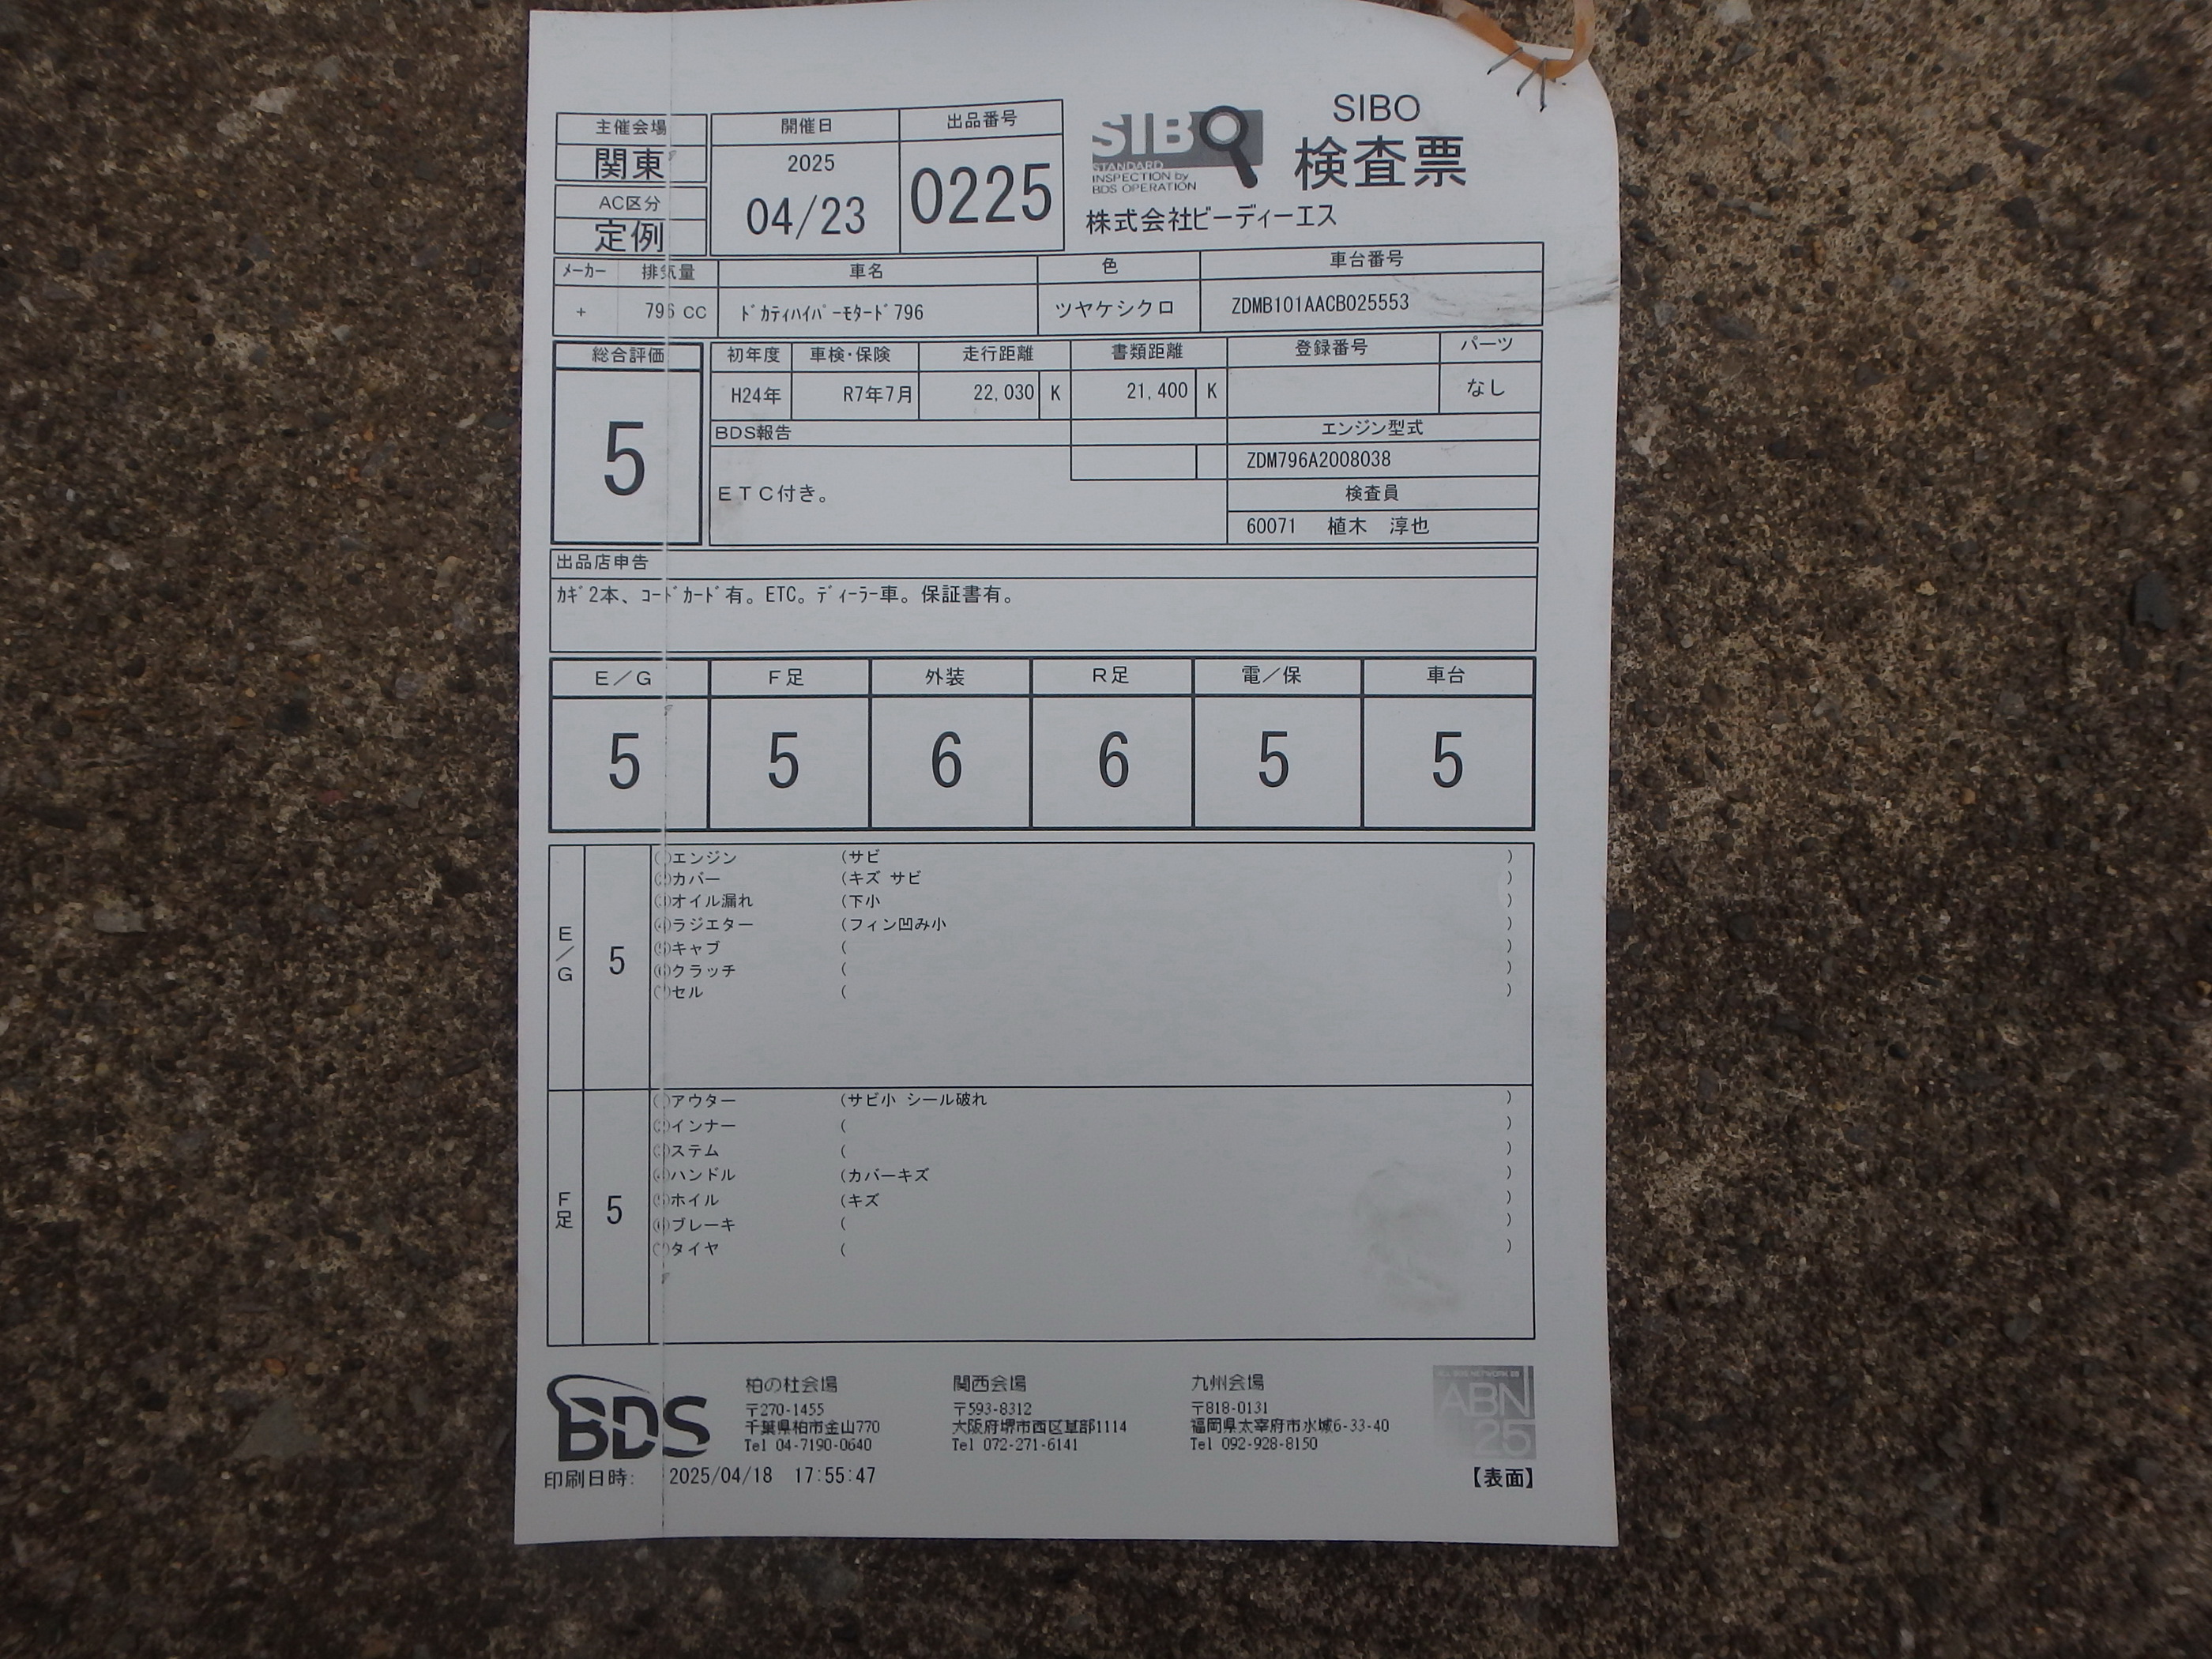 主催会場
関東
AC区分
定例
開催日
2025
04/23
出品番号
0225
SIBO
STANDARD
INSPECTION by
BDS OPERATION
SIBO
検査票
株式会社ビーディーエス
メーカー 排気量 車名 色 車台番号
+ 796 CC ﾄﾞｶﾃｨﾊｲﾊﾟｰﾓﾀｰﾄﾞ796 ツヤケシクロ ZDMB101AACB025553
総合評価
5
初年度 車検・保険 走行距離 書類距離 登録番号 パーツ
H24年 R7年7月 22,030 K 21,400 K なし
BDS報告
ＥＴＣ付き。
エンジン型式
ZDM796A2008038
検査員
60071 植木 淳也
出品店申告
ｶｷﾞ2本、ｺｰﾄﾞｶｰﾄﾞ有。ETC。ﾃﾞｨｰﾗｰ車。保証書有。
Ｅ／Ｇ Ｆ足 外装 Ｒ足 電／保 車台
5 5 6 6 5 5
Ｅ／Ｇ
5
エンジン (サビ )
カバー (キズ サビ )
オイル漏れ (下小 )
ラジエター (フィン凹み小 )
キャブ ( )
クラッチ ( )
セル ( )
Ｆ足
5
アウター (サビ小 シール破れ )
インナー ( )
ステム ( )
ハンドル (カバーキズ )
ホイル (キズ )
ブレーキ ( )
タイヤ ( )
BDS
柏の杜会場
〒270-1455
千葉県柏市金山770
Tel 04-7190-0640
関西会場
〒593-8312
大阪府堺市西区草部1114
Tel 072-271-6141
九州会場
〒818-0131
福岡県太宰府市水城6-33-40
Tel 092-928-8150
ABN
25
印刷日時: 2025/04/18 17:55:47
【表面】